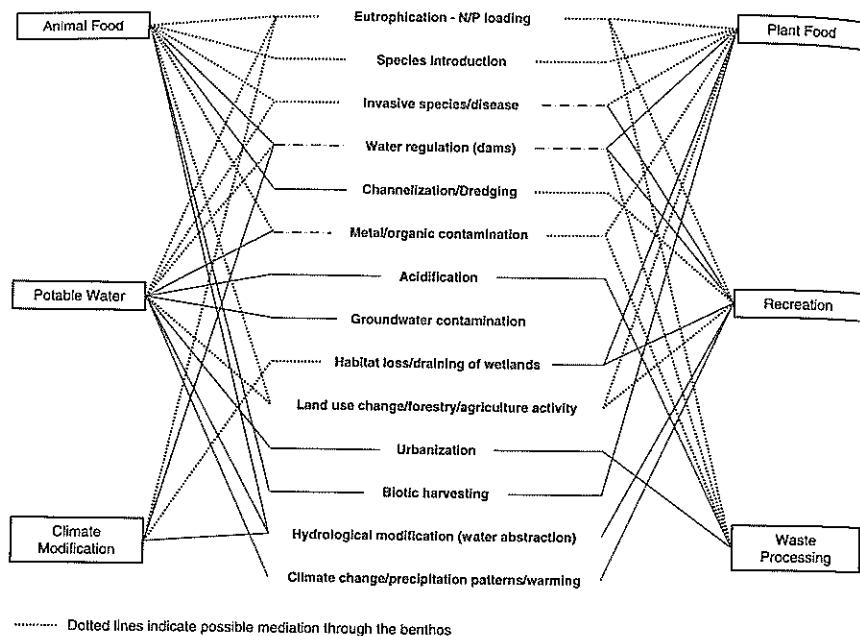 Animal Food
Potable Water
Climate
Modification
Eutrophication - N/P loading
Species Introduction
Invasive species/disease
Water regulation (dams)
Channelization/Dredging
Metal/organic contamination
Acidification
Groundwater contamination
Habitat loss/draining of wetlands
Land use change/forestry/agriculture activity
Urbanization
Biotic harvesting
Hydrological modification (water abstraction)
Climate change/precipitation patterns/warming
Plant Food
Recreation
Waste
Processing
Dotted lines indicate possible mediation through the benthos